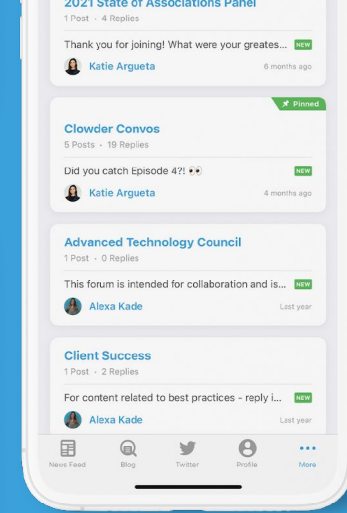 2021 State of Associations Panel
1 Post • 4 Replies
Thank you for joining! What were your greates... NEW
Katie Argueta 6 months ago
Pinned
Clowder Convos
5 Posts • 19 Replies
Did you catch Episode 4?! 👀 NEW
Katie Argueta 4 months ago
Advanced Technology Council
1 Post • 0 Replies
This forum is intended for collaboration and is... NEW
Alexa Kade Last year
Client Success
1 Post • 2 Replies
For content related to best practices - reply i... NEW
Alexa Kade Last year
News Feed Blog Twitter Profile More